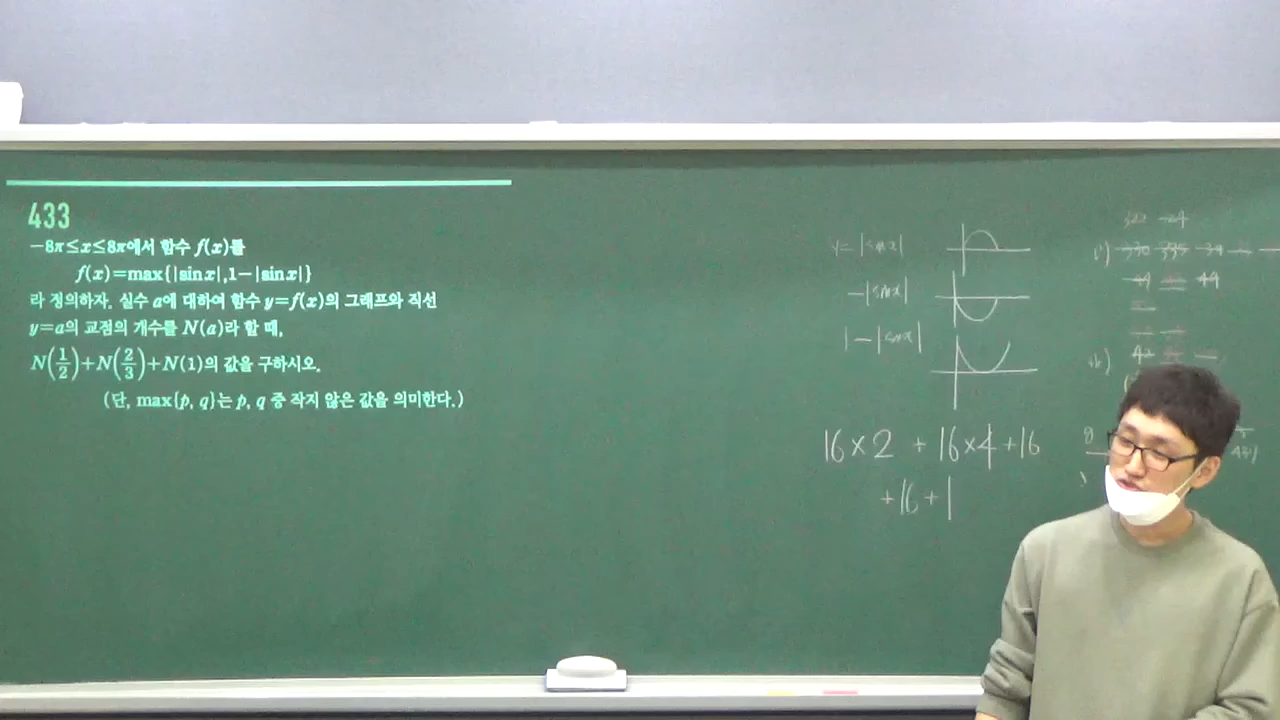 433
-8π≤x≤8π에서 함수 f(x)를
f(x)=max{|sin x|,1-|sin x|}
라 정의하자. 실수 a에 대하여 함수 y=f(x)의 그래프와 직선
y=a의 교점의 개수를 N(a)라 할 때,
N(1/2)+N(2/3)+N(1)의 값을 구하시오.
(단, max{p, q}는 p, q 중 작지 않은 값을 의미한다.)
y=|sinx|
-|sinx|
1-|sinx|
16×2 + 16×4 +16
+16+1